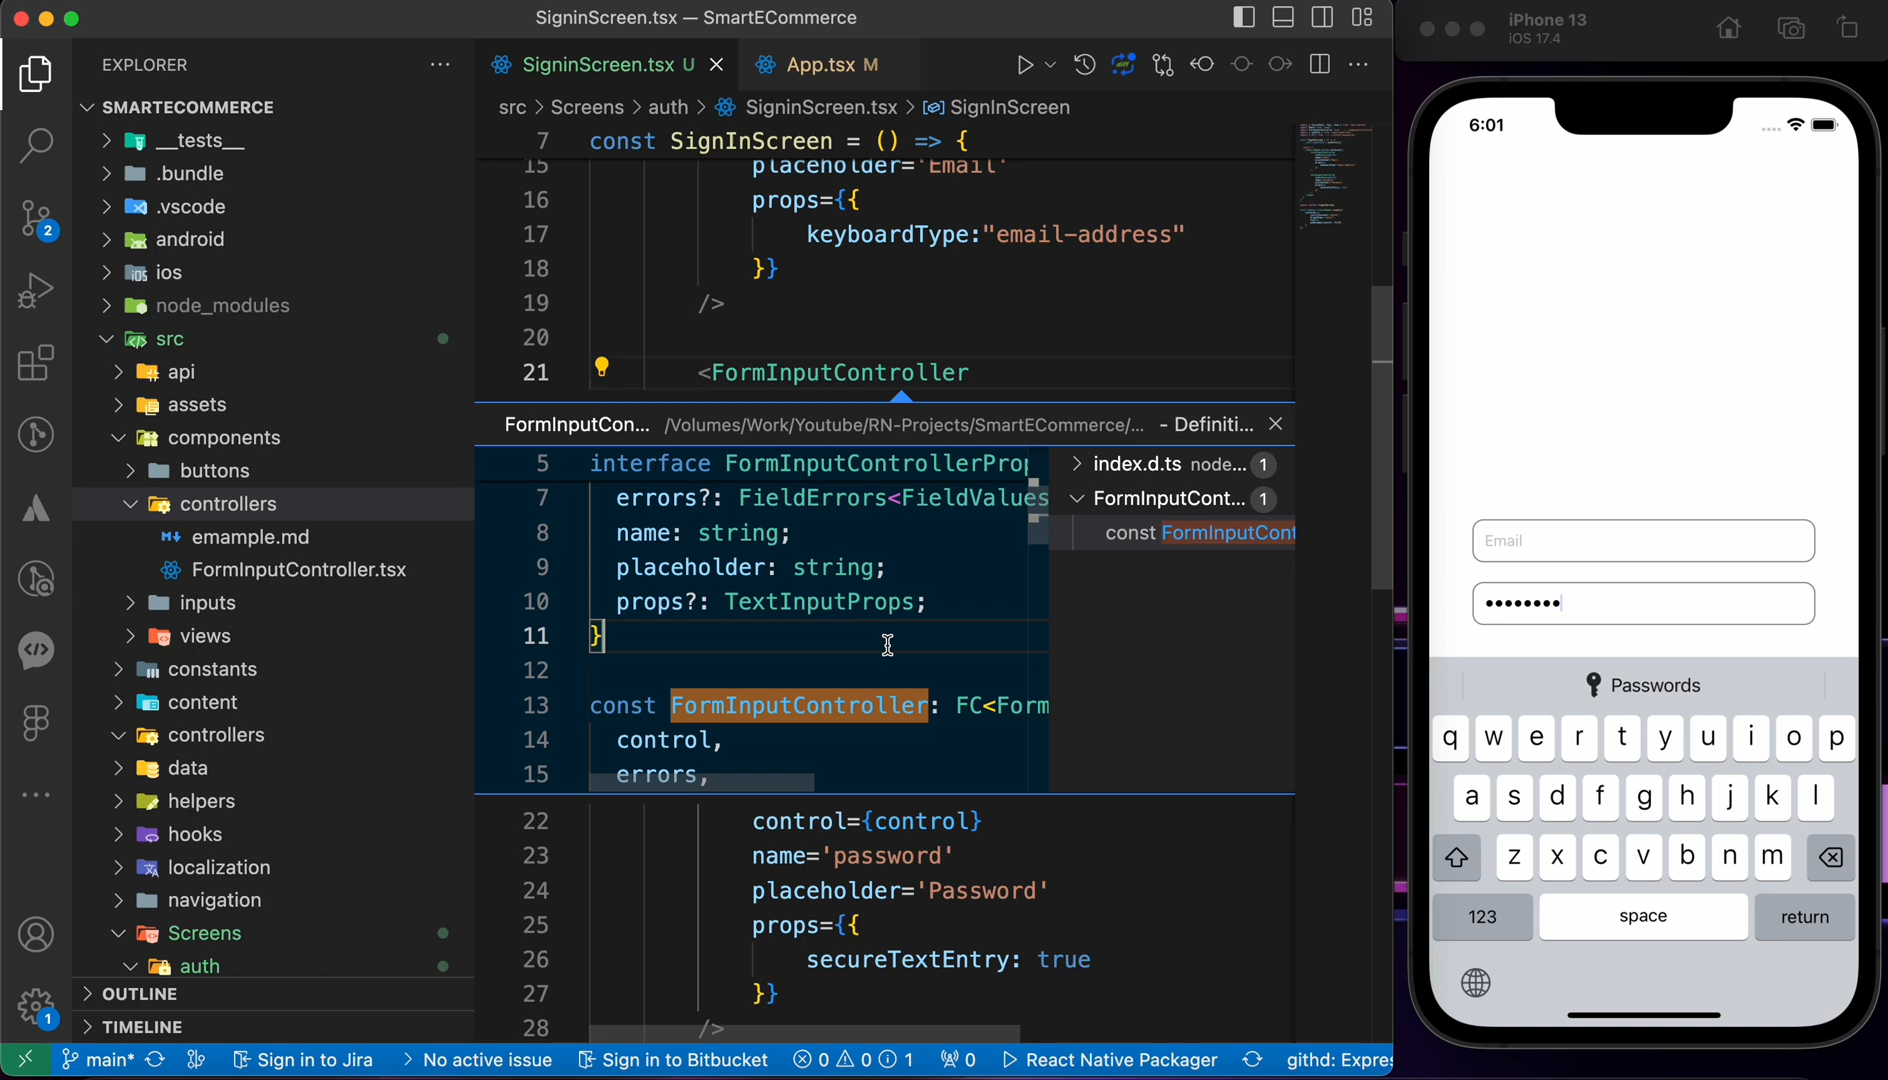 SigninScreen.tsx — SmartECommerce
EXPLORER
SMARTECOMMERCE
__tests__
.bundle
.vscode
android
ios
node_modules
src
api
assets
components
buttons
controllers
emample.md
FormInputController.tsx
inputs
views
constants
content
controllers
data
helpers
hooks
localization
navigation
Screens
auth
OUTLINE
TIMELINE
2
1
SigninScreen.tsx U
App.tsx M
src > Screens > auth > SigninScreen.tsx > SignInScreen
7 const SignInScreen = () => {
15 placeholder='Email'
16 props={{
17 keyboardType:"email-address"
18 }}
19 />
20
21 <FormInputController
FormInputCon... /Volumes/Work/Youtube/RN-Projects/SmartECommerce/... - Definiti...
5 interface FormInputControllerProp
7 errors?: FieldErrors<FieldValues
8 name: string;
9 placeholder: string;
10 props?: TextInputProps;
11 }
12
13 const FormInputController: FC<Form
14 control,
15 errors,
index.d.ts node... 1
FormInputCont... 1
const FormInputCont
22 control={control}
23 name='password'
24 placeholder='Password'
25 props={{
26 secureTextEntry: true
27 }}
28 />
main* Sign in to Jira > No active issue Sign in to Bitbucket 0 0 1 0 React Native Packager githd: Expres
iPhone 13
iOS 17.4
6:01
Email
••••••••
Passwords
q w e r t y u i o p
a s d f g h j k l
z x c v b n m
123 space return